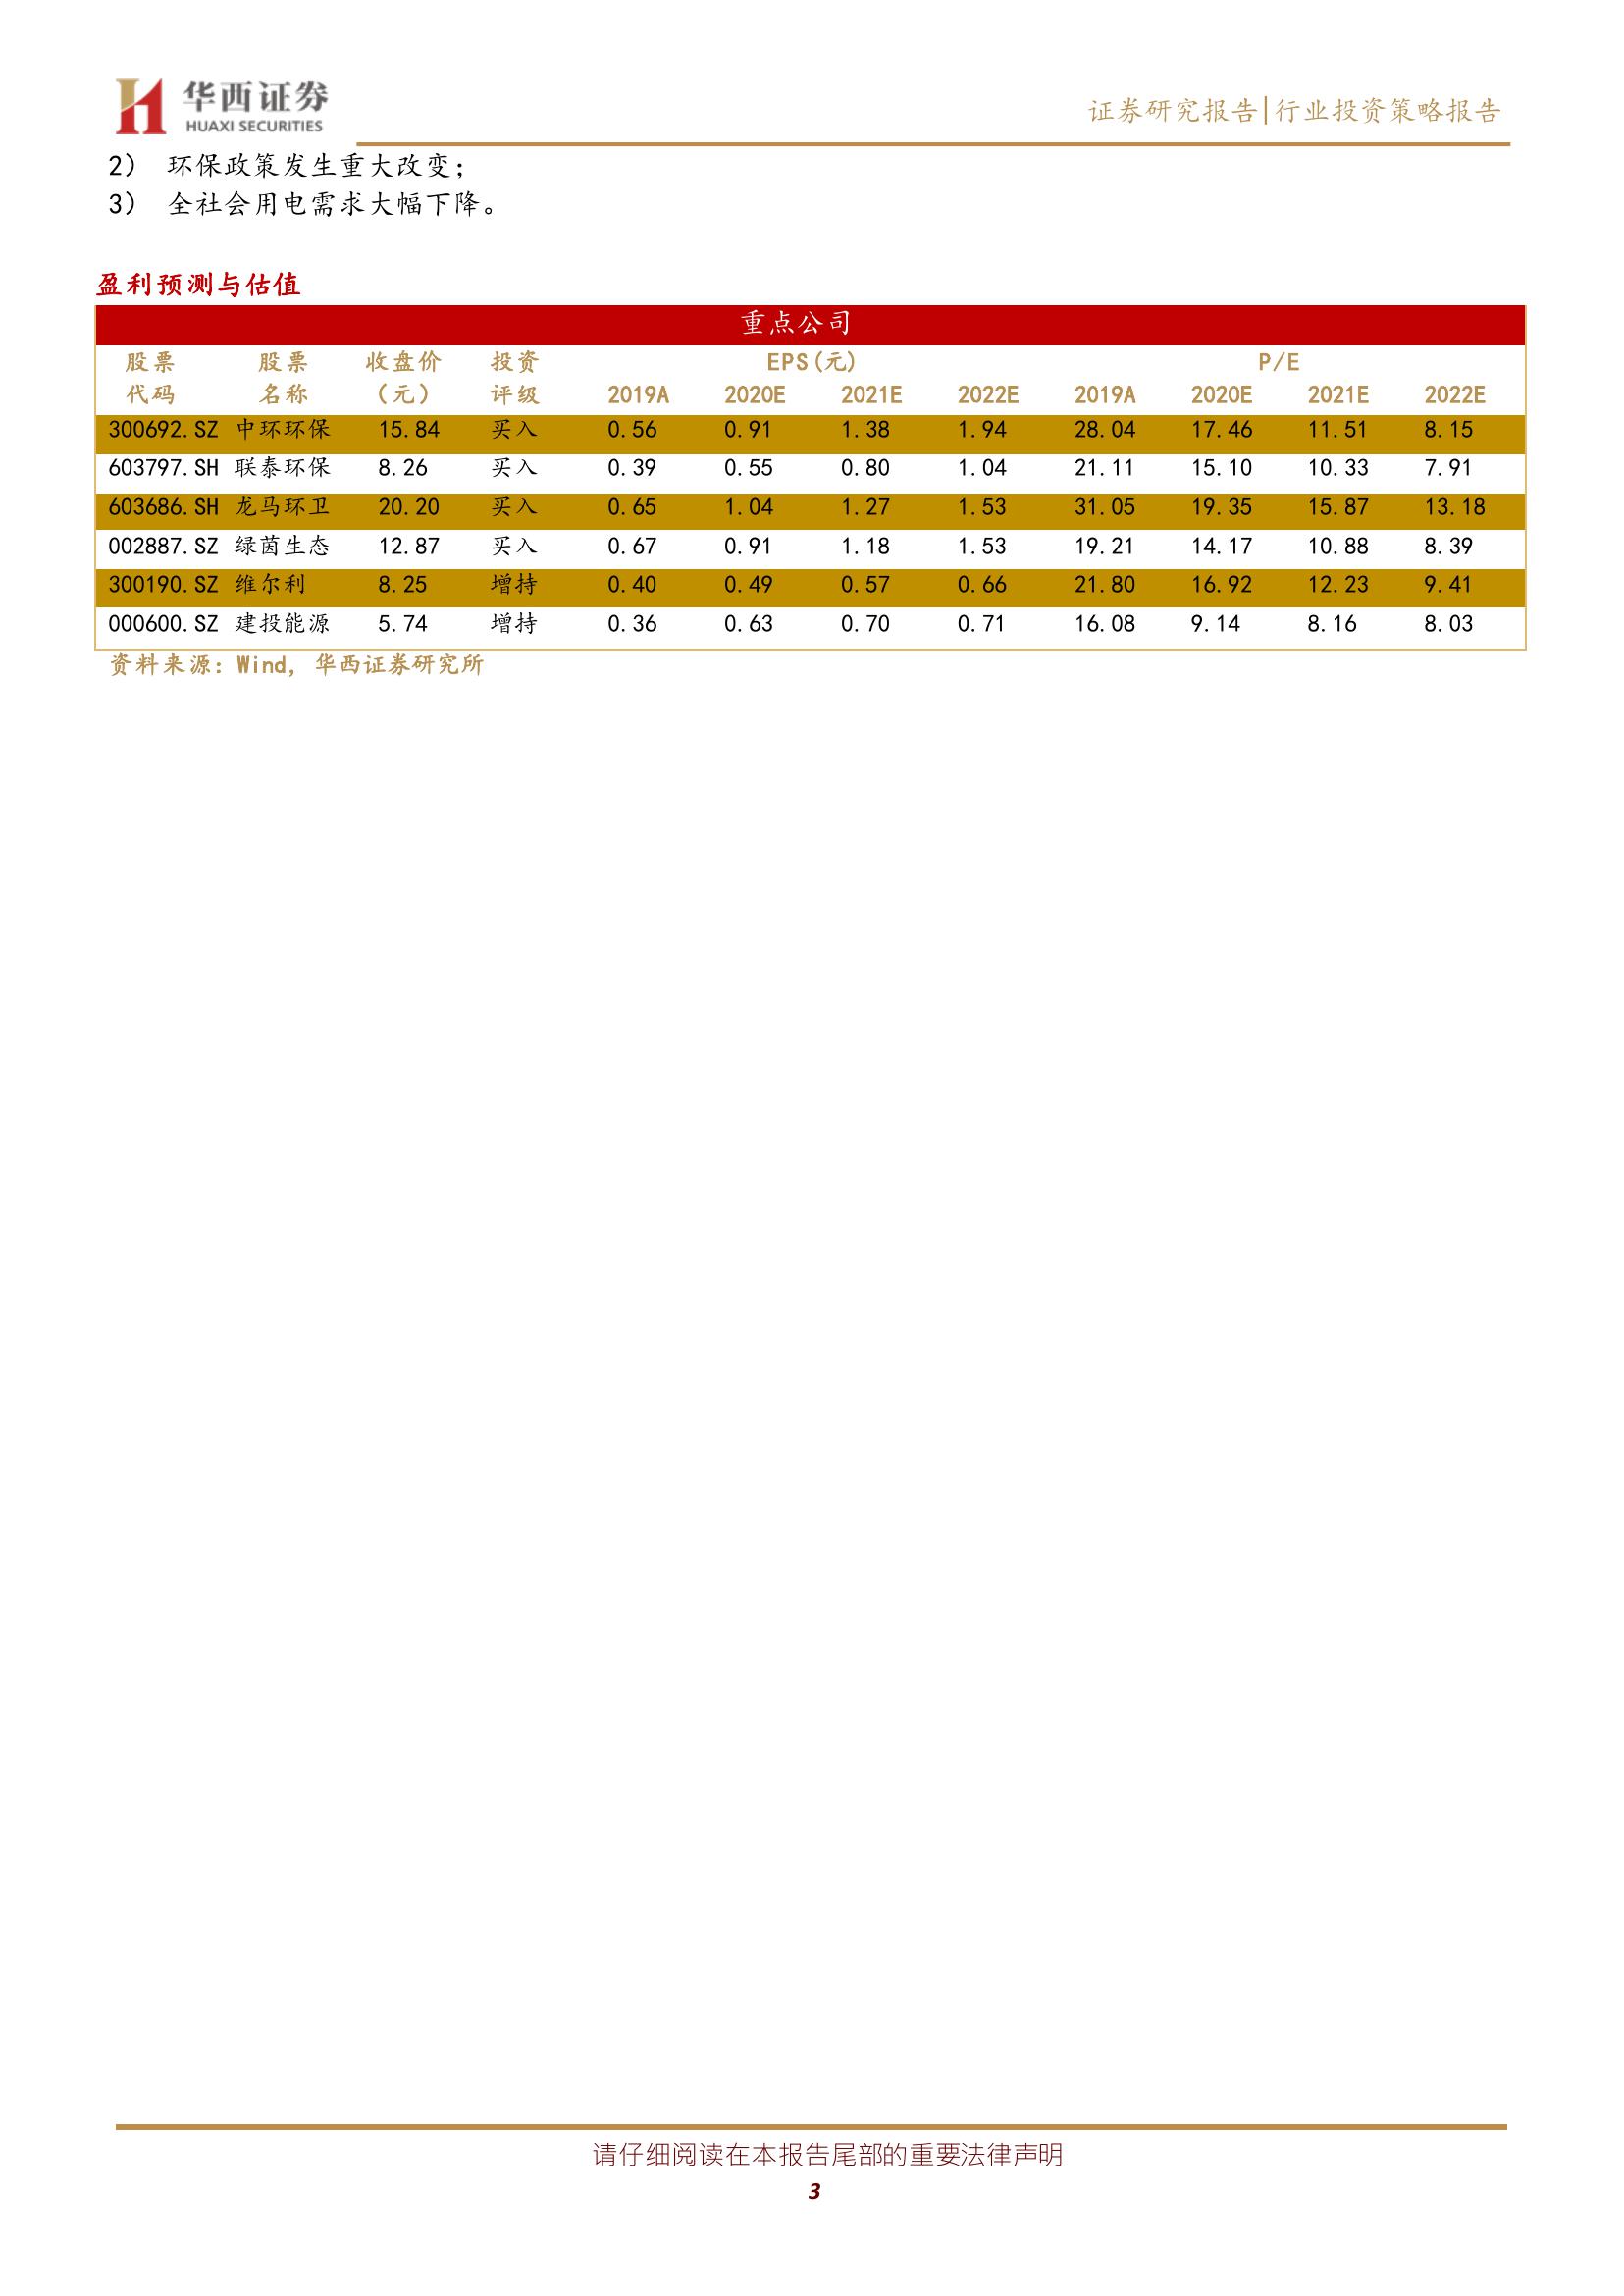 华西证券
HUAXI SECURITIES
证券研究报告|行业投资策略报告
2) 环保政策发生重大改变；
3) 全社会用电需求大幅下降。
盈利预测与估值
重点公司
股票 股票 收盘价 投资 EPS(元) P/E
代码 名称 （元） 评级 2019A 2020E 2021E 2022E 2019A 2020E 2021E 2022E
300692.SZ 中环环保 15.84 买入 0.56 0.91 1.38 1.94 28.04 17.46 11.51 8.15
603797.SH 联泰环保 8.26 买入 0.39 0.55 0.80 1.04 21.11 15.10 10.33 7.91
603686.SH 龙马环卫 20.20 买入 0.65 1.04 1.27 1.53 31.05 19.35 15.87 13.18
002887.SZ 绿茵生态 12.87 买入 0.67 0.91 1.18 1.53 19.21 14.17 10.88 8.39
300190.SZ 维尔利 8.25 增持 0.40 0.49 0.57 0.66 21.80 16.92 12.23 9.41
000600.SZ 建投能源 5.74 增持 0.36 0.63 0.70 0.71 16.08 9.14 8.16 8.03
资料来源：Wind，华西证券研究所
请仔细阅读在本报告尾部的重要法律声明
3